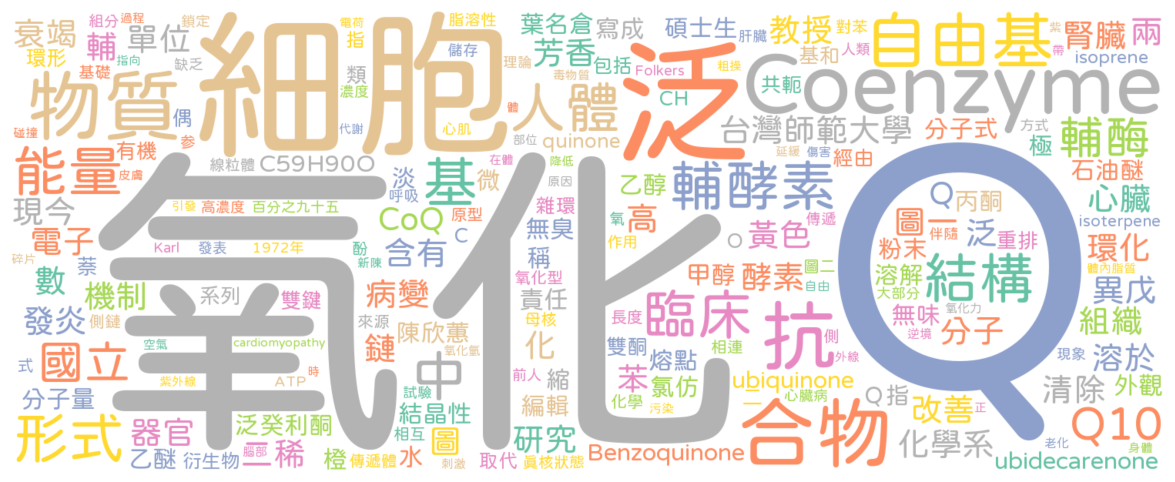 衰竭 組分 單位 電荷 過程 鎖定 脂溶性 葉名倉 寫成 碩士生 教授 對苯 自由基 紫 腎臟 兩
環形 輔 缺乏 指 指向 儲存 理論 芳香 包括 肝臟 基和 人類 帶 isoprene
物質 基礎 類 濃度 細胞 毒物質 Folkers 粗操 共軛 Coenzyme
偶 代謝 心肌 體 人體 泛 CH 方式
碰撞 参 部位 台灣師範大學 分子式 極 輔酶
能量 有機 線粒體 C59H90O 淡 基 微 在體 降低 quinone 延緩 傷害 經由 石油醚
皮膚 呼吸 原因 乙醇 氧 傳遞 輔酵素 Q 丙酮 心臟
現今 引發 高濃度 百分之九十五 CoQ 原型 雜環 高 作用 O 黃色 圖一 伴隨 泛 重排 isoterpene
電子 Karl 發表 1972年 酚 含有 C 無臭 粉末 環化
碎片 萘 新陳 氧化 稱 氧化型 甲醇 酵素 圖二 自由 溶解 大部分 結構 體內脂質
數 機制 系列 雙鍵 病變 責任 臨床 抗 無味 氧化力 異戊
發炎 側鏈 來源 陳欣蕙 母核 長度 側 逆境 分子 組織
空氣 cardiomyopathy 鏈 氧化氫 化 雙酮 相連 外線
式 國立 紫外線 ATP 時 中 前人 縮 苯 熔點 ubiquinone Q 現象 溶於
分子量 試驗 化學 氯仿 二 心臟病 Q指 清除 外觀
形式 器官 泛癸利酮 結晶性 編輯 污染 合物 改善 正 Q10
乙醚 三 稀 腦部 相互 圖 研究 化學系 老化 身體
衍生物 橙 傳遞體 水 刺激 取代 真核狀態 Benzoquinone ubidecarenone